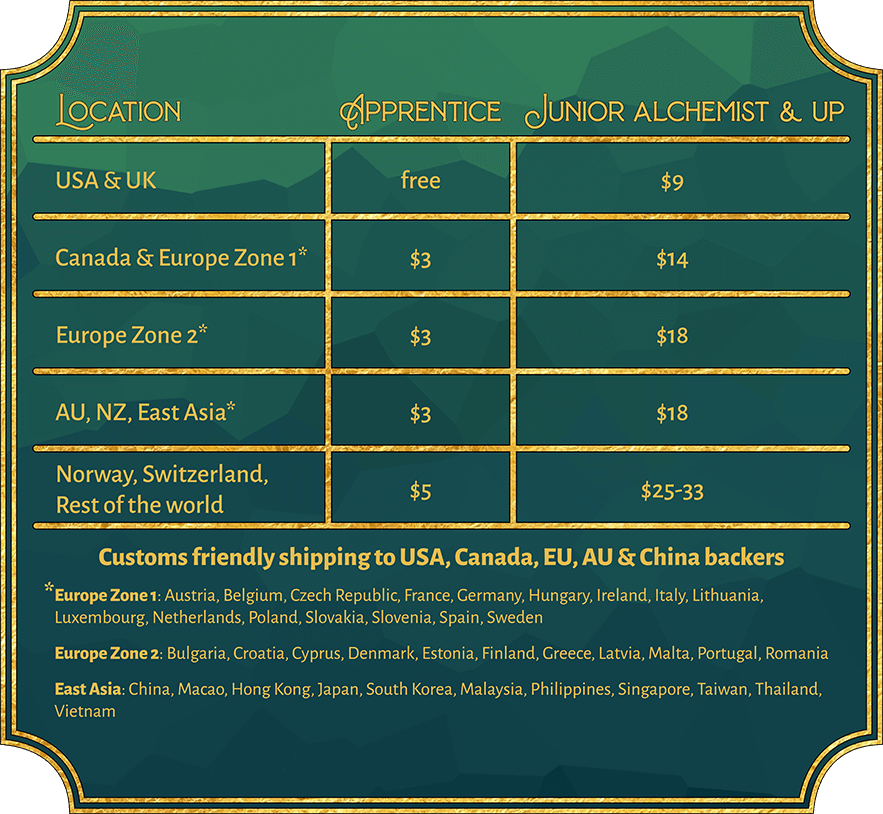 Location Apprentice Junior Alchemist & up
USA & UK free $9
Canada & Europe Zone 1* $3 $14
Europe Zone 2* $3 $18
AU, NZ, East Asia* $3 $18
Norway, Switzerland,
Rest of the world $5 $25-33
Customs friendly shipping to USA, Canada, EU, AU & China backers
*Europe Zone 1: Austria, Belgium, Czech Republic, France, Germany, Hungary, Ireland, Italy, Lithuania,
Luxembourg, Netherlands, Poland, Slovakia, Slovenia, Spain, Sweden
Europe Zone 2: Bulgaria, Croatia, Cyprus, Denmark, Estonia, Finland, Greece, Latvia, Malta, Portugal, Romania
East Asia: China, Macao, Hong Kong, Japan, South Korea, Malaysia, Philippines, Singapore, Taiwan, Thailand,
Vietnam